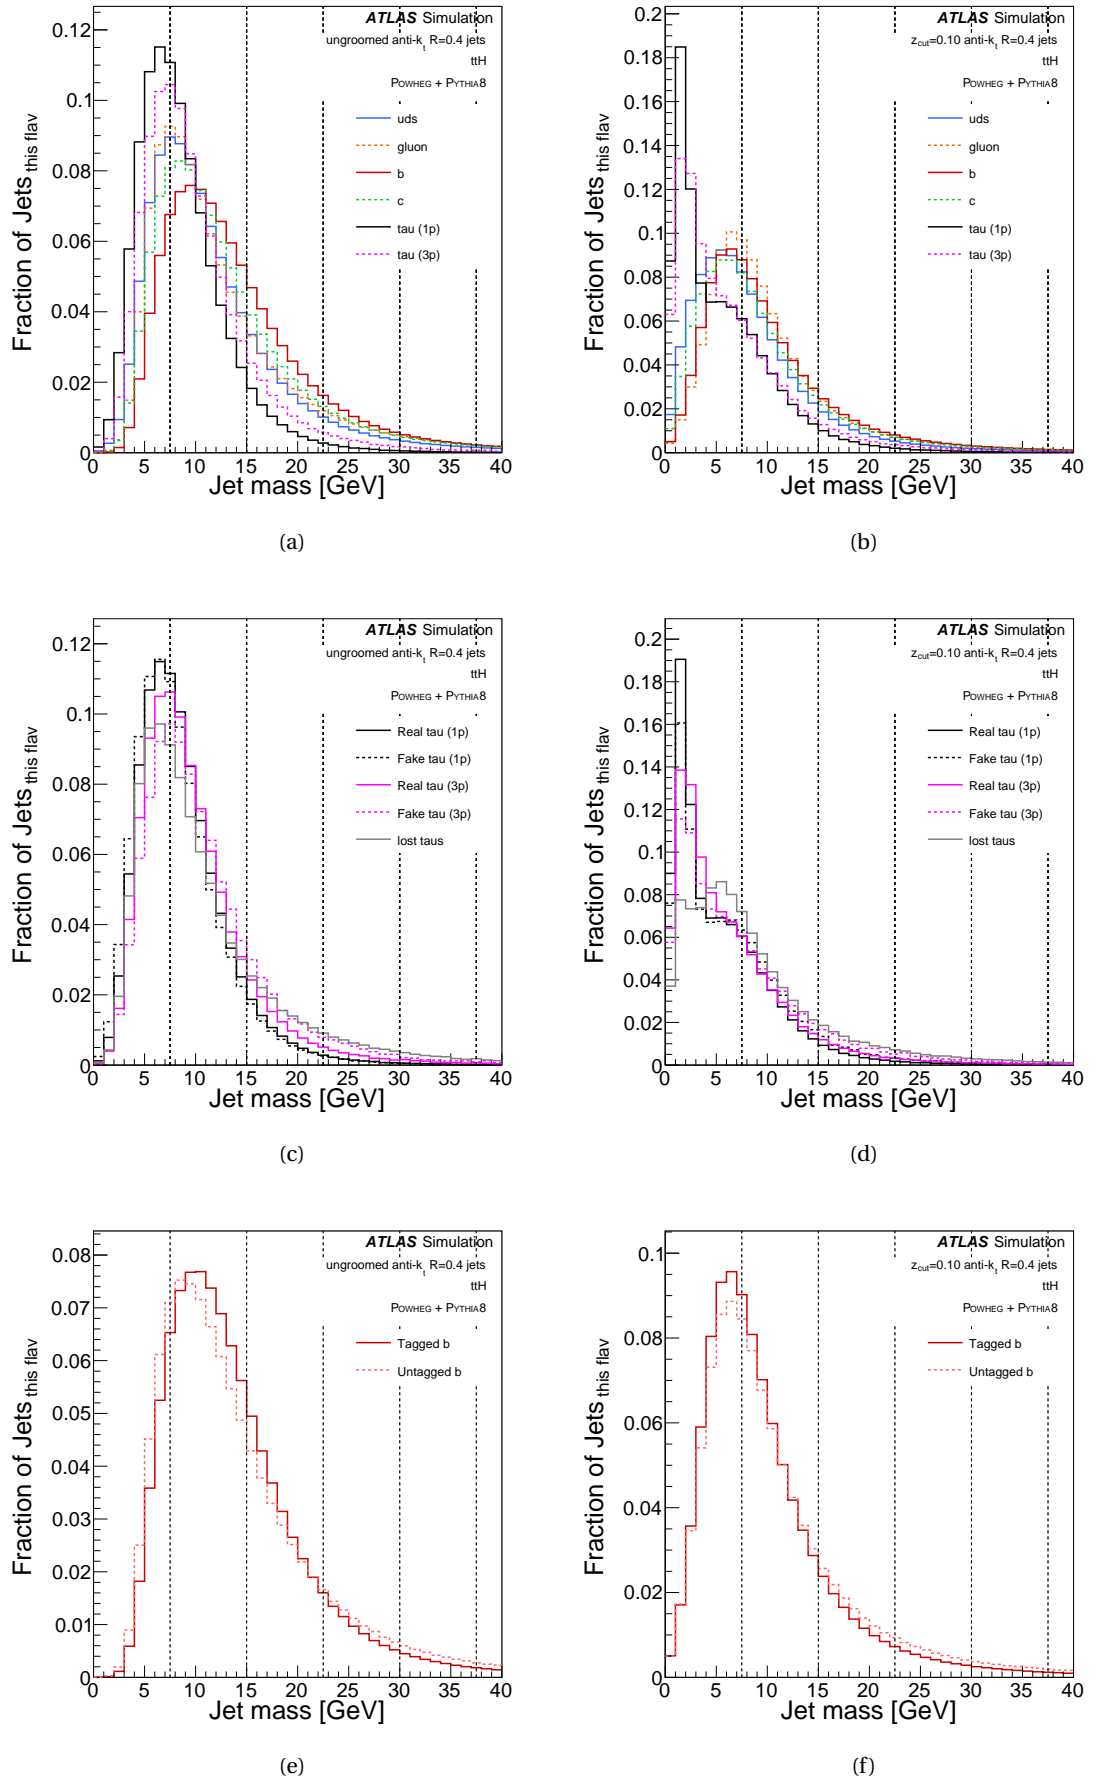 ATLAS Simulation
ungroomed anti-kt R=0.4 jets
ttH
POWHEG + PYTHIA8
uds
gluon
b
c
tau (1p)
tau (3p)
Fraction of Jets this flav
0.12
0.1
0.08
0.06
0.04
0.02
0
0 5 10 15 20 25 30 35 40
Jet mass [GeV]
(a)
ATLAS Simulation
zcut=0.10 anti-kt R=0.4 jets
ttH
POWHEG + PYTHIA8
uds
gluon
b
c
tau (1p)
tau (3p)
Fraction of Jets this flav
0.2
0.18
0.16
0.14
0.12
0.1
0.08
0.06
0.04
0.02
0
0 5 10 15 20 25 30 35 40
Jet mass [GeV]
(b)
ATLAS Simulation
ungroomed anti-kt R=0.4 jets
ttH
POWHEG + PYTHIA8
Real tau (1p)
Fake tau (1p)
Real tau (3p)
Fake tau (3p)
lost taus
Fraction of Jets this flav
0.12
0.1
0.08
0.06
0.04
0.02
0
0 5 10 15 20 25 30 35 40
Jet mass [GeV]
(c)
ATLAS Simulation
zcut=0.10 anti-kt R=0.4 jets
ttH
POWHEG + PYTHIA8
Real tau (1p)
Fake tau (1p)
Real tau (3p)
Fake tau (3p)
lost taus
Fraction of Jets this flav
0.2
0.18
0.16
0.14
0.12
0.1
0.08
0.06
0.04
0.02
0
0 5 10 15 20 25 30 35 40
Jet mass [GeV]
(d)
ATLAS Simulation
ungroomed anti-kt R=0.4 jets
ttH
POWHEG + PYTHIA8
Tagged b
Untagged b
Fraction of Jets this flav
0.08
0.07
0.06
0.05
0.04
0.03
0.02
0.01
0
0 5 10 15 20 25 30 35 40
Jet mass [GeV]
(e)
ATLAS Simulation
zcut=0.10 anti-kt R=0.4 jets
ttH
POWHEG + PYTHIA8
Tagged b
Untagged b
Fraction of Jets this flav
0.1
0.08
0.06
0.04
0.02
0
0 5 10 15 20 25 30 35 40
Jet mass [GeV]
(f)